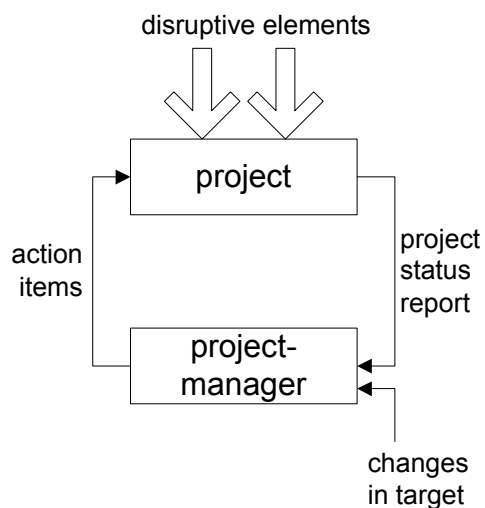 disruptive elements
project
action
items
project
status
report
project-
manager
changes
in target